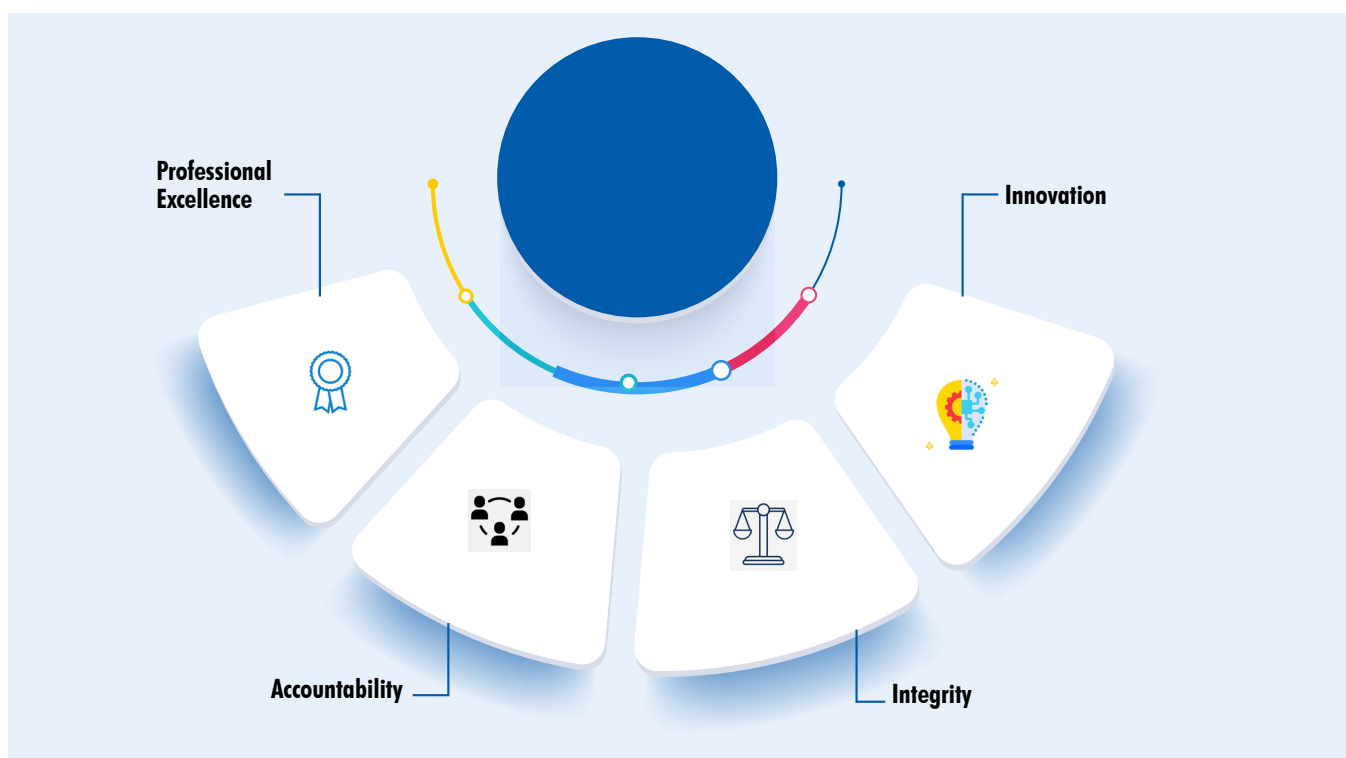 Professional
Excellence
Innovation
Accountability
Integrity